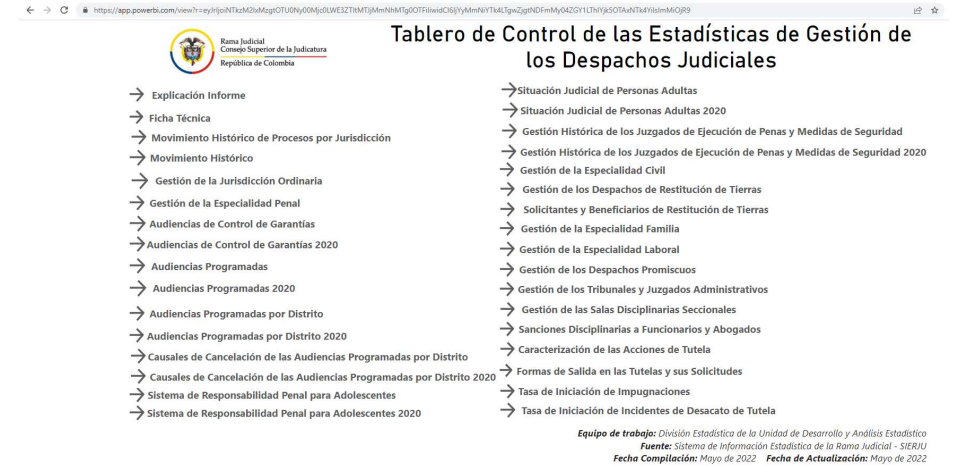 Rama Judicial
Consejo Superior de la Judicatura
República de Colombia
Tablero de Control de las Estadísticas de Gestión de
los Despachos Judiciales
Explicación Informe
Ficha Técnica
Movimiento Histórico de Procesos por Jurisdicción
Movimiento Histórico
Gestión de la Jurisdicción Ordinaria
Gestión de la Especialidad Penal
Audiencias de Control de Garantías
Audiencias de Control de Garantías 2020
Audiencias Programadas
Audiencias Programadas 2020
Audiencias Programadas por Distrito
Audiencias Programadas por Distrito 2020
Causales de Cancelación de las Audiencias Programadas por Distrito
Causales de Cancelación de las Audiencias Programadas por Distrito 2020
Sistema de Responsabilidad Penal para Adolescentes
Sistema de Responsabilidad Penal para Adolescentes 2020
Situación Judicial de Personas Adultas
Situación Judicial de Personas Adultas 2020
Gestión Histórica de los Juzgados de Ejecución de Penas y Medidas de Seguridad
Gestión Histórica de los Juzgados de Ejecución de Penas y Medidas de Seguridad 2020
Gestión de la Especialidad Civil
Gestión de los Despachos de Restitución de Tierras
Solicitantes y Beneficiarios de Restitución de Tierras
Gestión de la Especialidad Familia
Gestión de la Especialidad Laboral
Gestión de los Despachos Promiscuos
Gestión de los Tribunales y Juzgados Administrativos
Gestión de las Salas Disciplinarias Seccionales
Sanciones Disciplinarias a Funcionarios y Abogados
Caracterización de las Acciones de Tutela
Formas de Salida en las Tutelas y sus Solicitudes
Tasa de Iniciación de Impugnaciones
Tasa de Iniciación de Incidentes de Desacato de Tutela
Equipo de trabajo: División Estadística de la Unidad de Desarrollo y Análisis Estadístico
Fuente: Sistema de Información Estadística de la Rama Judicial - SIERJU
Fecha Compilación: Mayo de 2022 Fecha de Actualización: Mayo de 2022